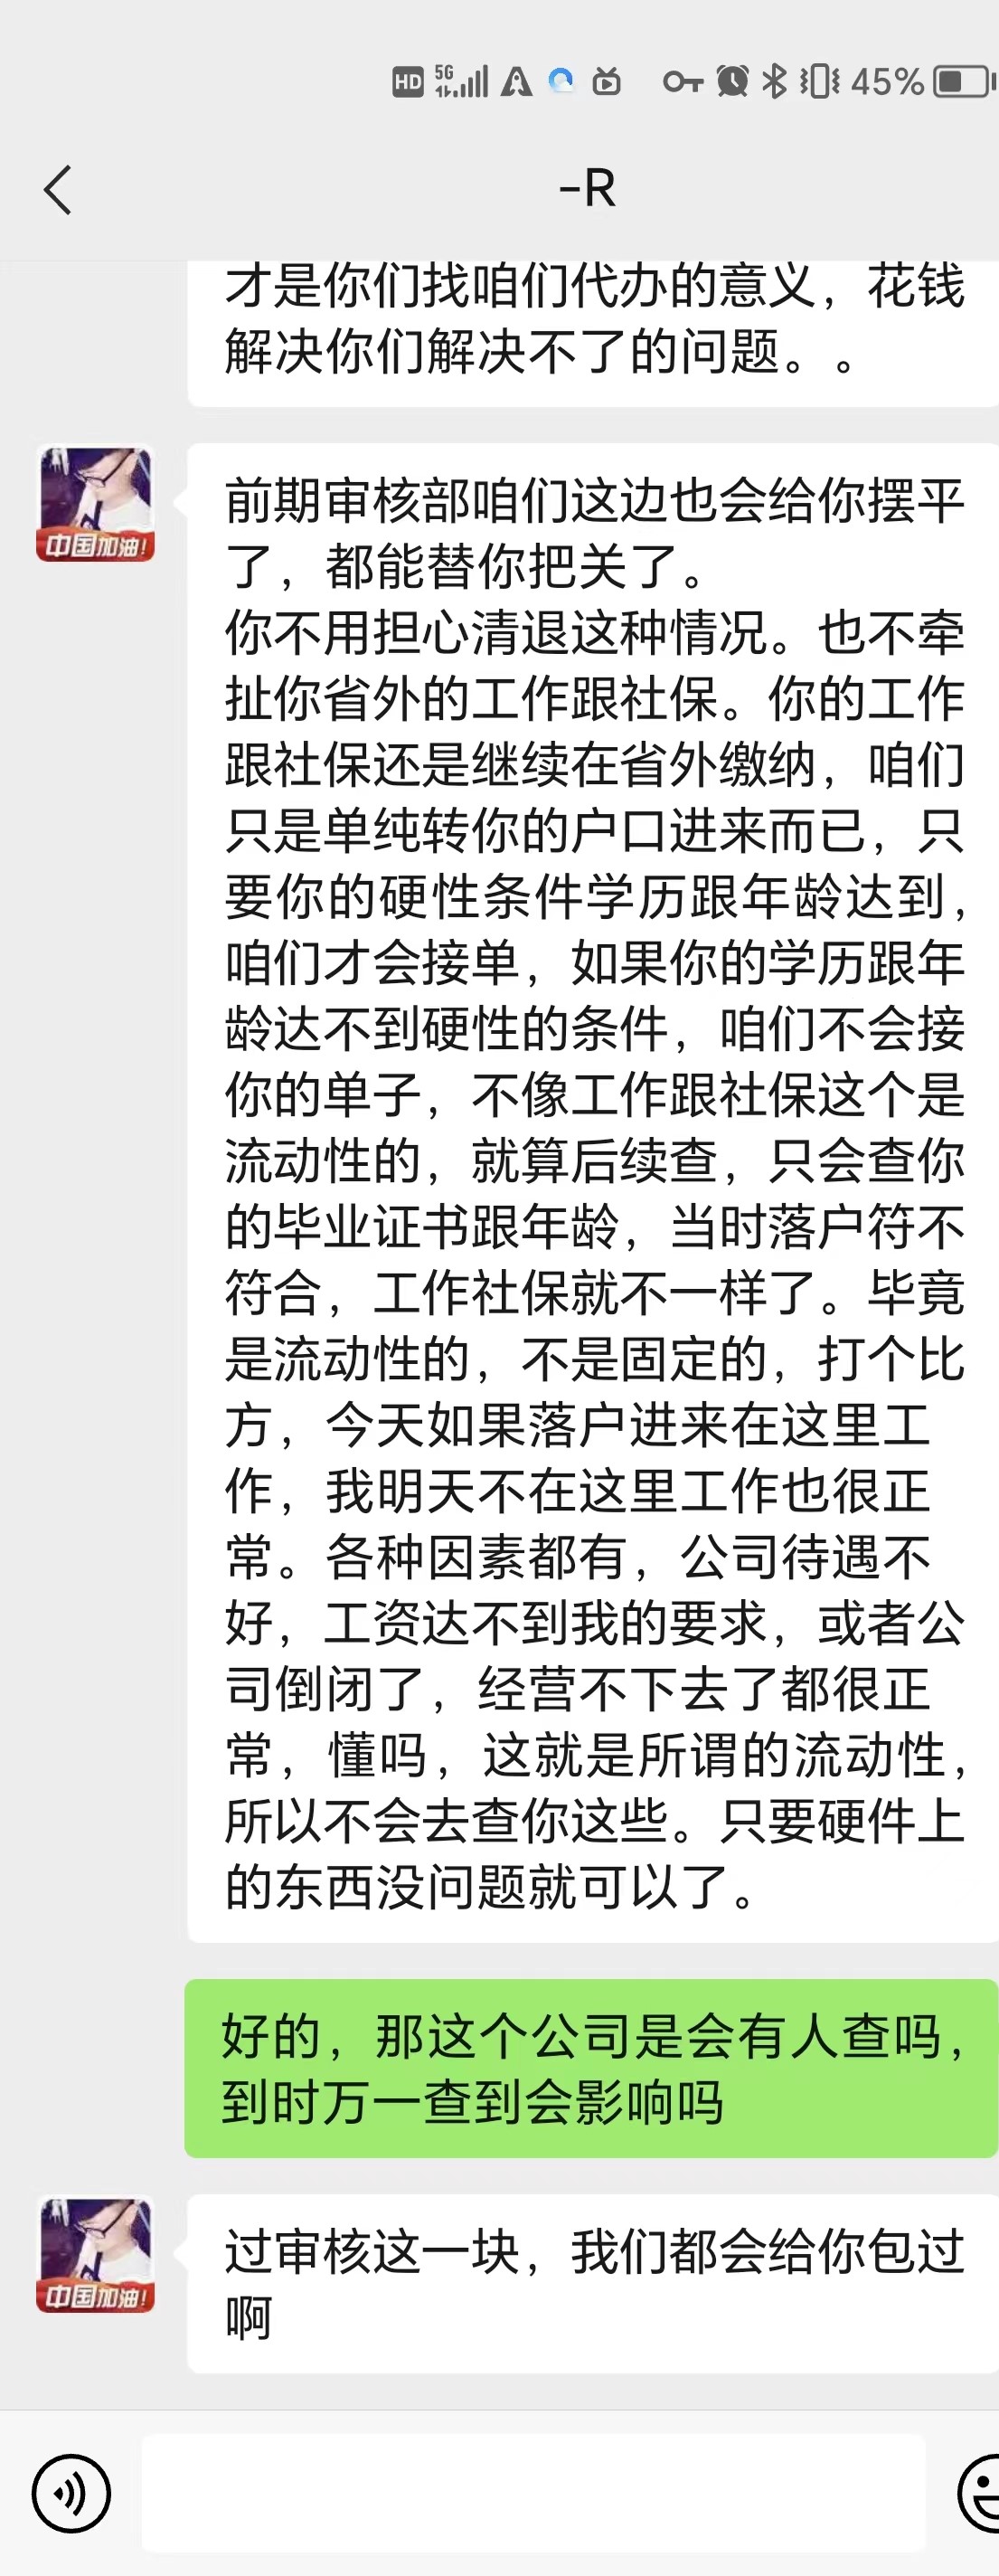 HD 5G 45%
-R
才是你们找咱们代办的意义，花钱
解决你们解决不了的问题。。
中国加油!
前期审核部咱们这边也会给你摆平
了，都能替你把关了。
你不用担心清退这种情况。也不牵
扯你省外的工作跟社保。你的工作
跟社保还是继续在省外缴纳，咱们
只是单纯转你的户口进来而已，只
要你的硬性条件学历跟年龄达到，
咱们才会接单，如果你的学历跟年
龄达不到硬性的条件，咱们不会接
你的单子，不像工作跟社保这个是
流动性的，就算后续查，只会查你
的毕业证书跟年龄，当时落户符不
符合，工作社保就不一样了。毕竟
是流动性的，不是固定的，打个比
方，今天如果落户进来在这里工
作，我明天不在这里工作也很正
常。各种因素都有，公司待遇不
好，工资达不到我的要求，或者公
司倒闭了，经营不下去了都很正
常，懂吗，这就是所谓的流动性，
所以不会去查你这些。只要硬件上
的东西没问题就可以了。
好的，那这个公司是会有人查吗，
到时万一查到会影响吗
中国加油!
过审核这一块，我们都会给你包过
啊